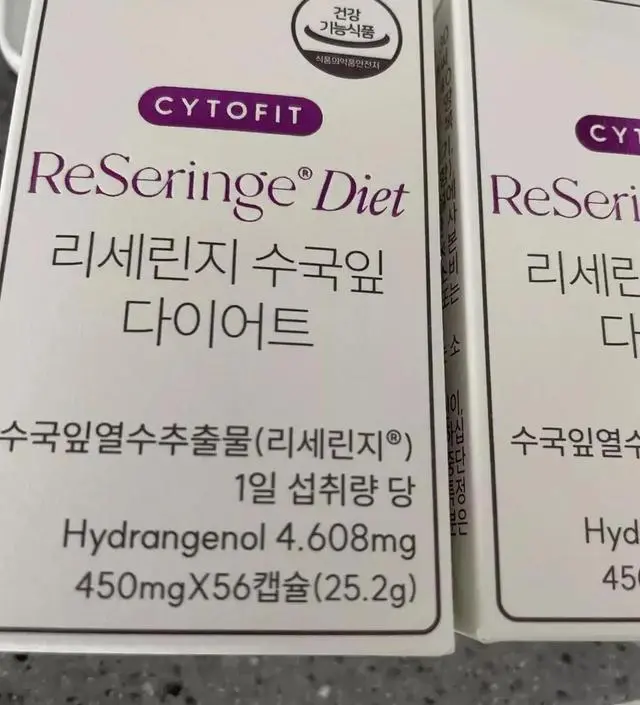 건강
기능식품
식품의약품안전처
CYTOFIT
ReSeringe® Diet
리세린지 수국잎
다이어트
수국잎열수추출물(리세린지®)
1일 섭취량 당
Hydrangenol 4.608mg
450mgX56캡슐(25.2g)
CYT
ReSeri
리세린
다
수국잎열수
Hyd
450